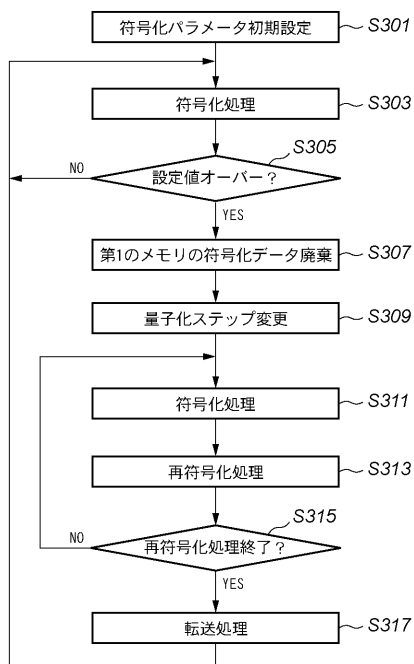 符号化パラメータ初期設定 S301
符号化処理 S303
S305
設定値オーバー？
NO
YES
第1のメモリの符号化データ廃棄 S307
量子化ステップ変更 S309
符号化処理 S311
再符号化処理 S313
S315
再符号化処理終了？
NO
YES
転送処理 S317